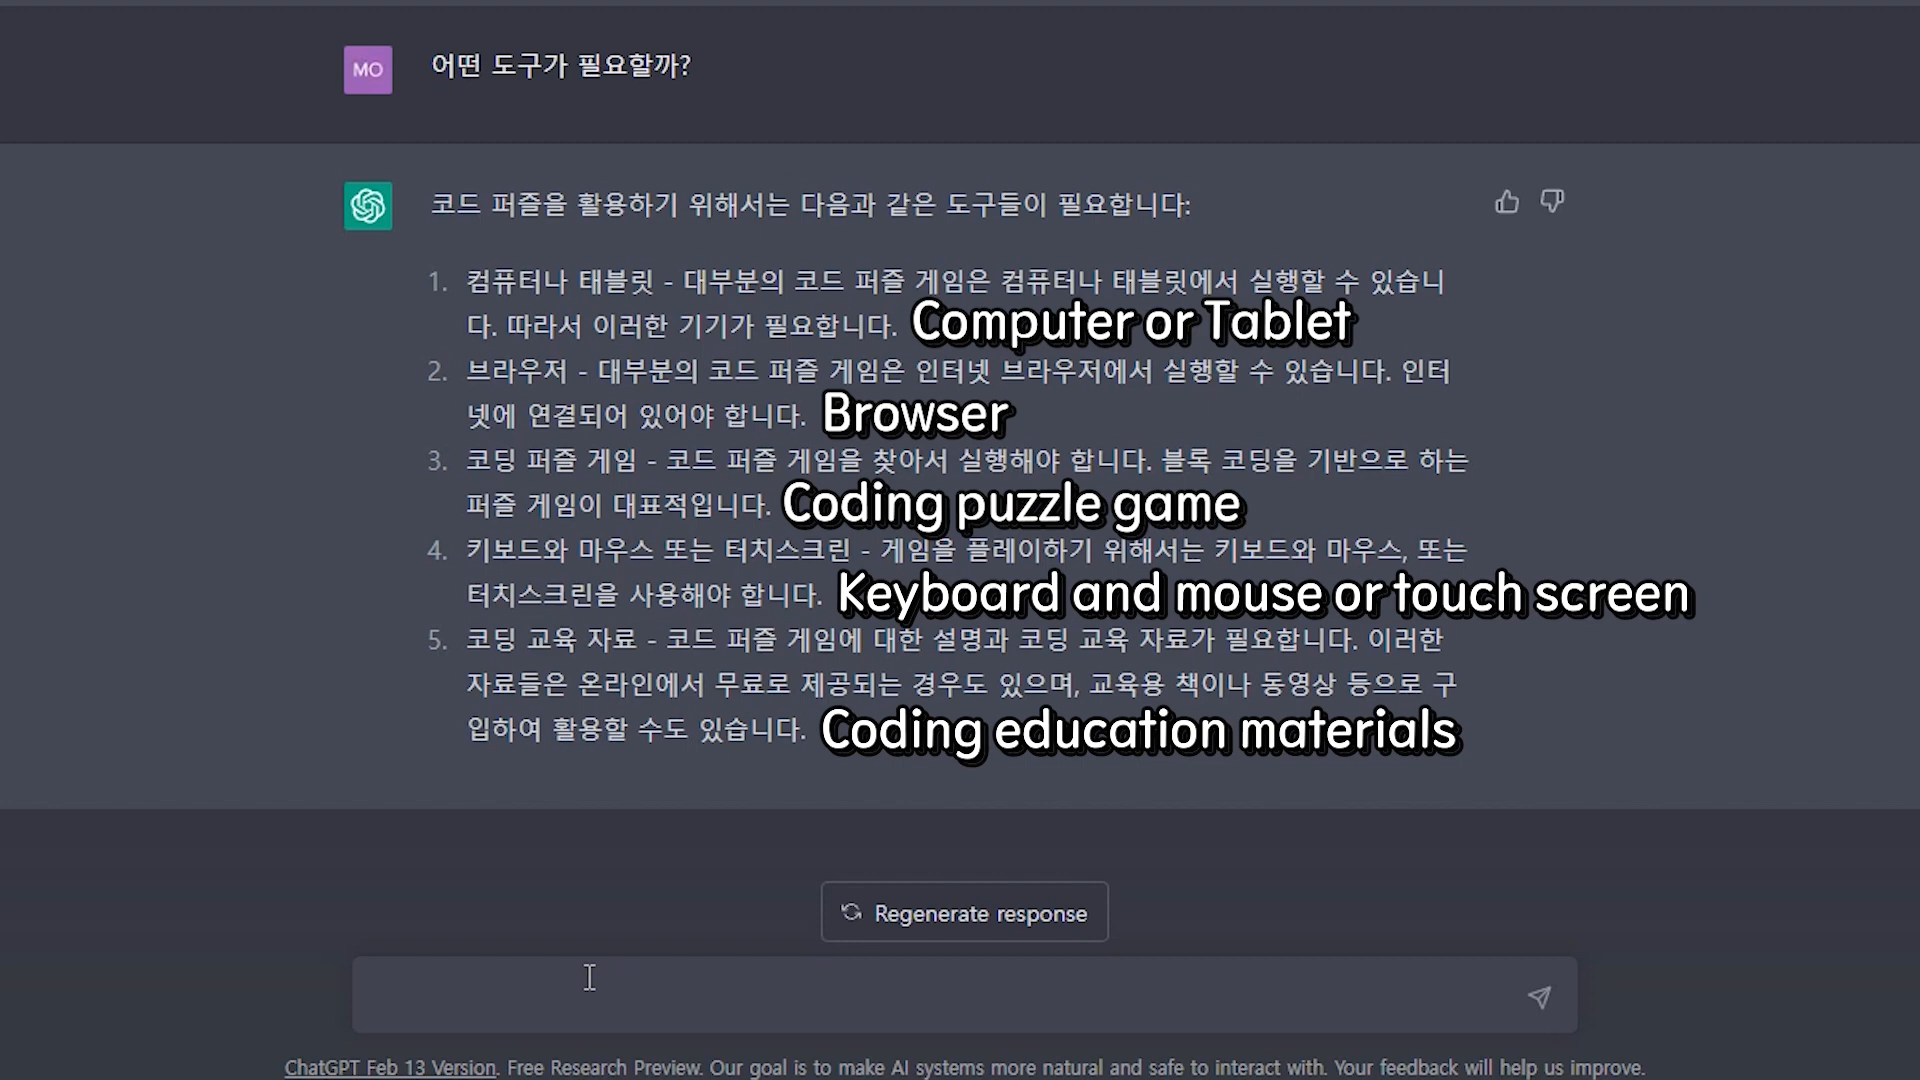 MO
어떤 도구가 필요할까?
코드 퍼즐을 활용하기 위해서는 다음과 같은 도구들이 필요합니다:
1. 컴퓨터나 태블릿 - 대부분의 코드 퍼즐 게임은 컴퓨터나 태블릿에서 실행할 수 있습니
다. 따라서 이러한 기기가 필요합니다. Computer or Tablet
2. 브라우저 - 대부분의 코드 퍼즐 게임은 인터넷 브라우저에서 실행할 수 있습니다. 인터
넷에 연결되어 있어야 합니다. Browser
3. 코딩 퍼즐 게임 - 코드 퍼즐 게임을 찾아서 실행해야 합니다. 블록 코딩을 기반으로 하는
퍼즐 게임이 대표적입니다. Coding puzzle game
4. 키보드와 마우스 또는 터치스크린 - 게임을 플레이하기 위해서는 키보드와 마우스, 또는
터치스크린을 사용해야 합니다. Keyboard and mouse or touch screen
5. 코딩 교육 자료 - 코드 퍼즐 게임에 대한 설명과 코딩 교육 자료가 필요합니다. 이러한
자료들은 온라인에서 무료로 제공되는 경우도 있으며, 교육용 책이나 동영상 등으로 구
입하여 활용할 수도 있습니다. Coding education materials
Regenerate response
ChatGPT Feb 13 Version. Free Research Preview. Our goal is to make AI systems more natural and safe to interact with. Your feedback will help us improve.